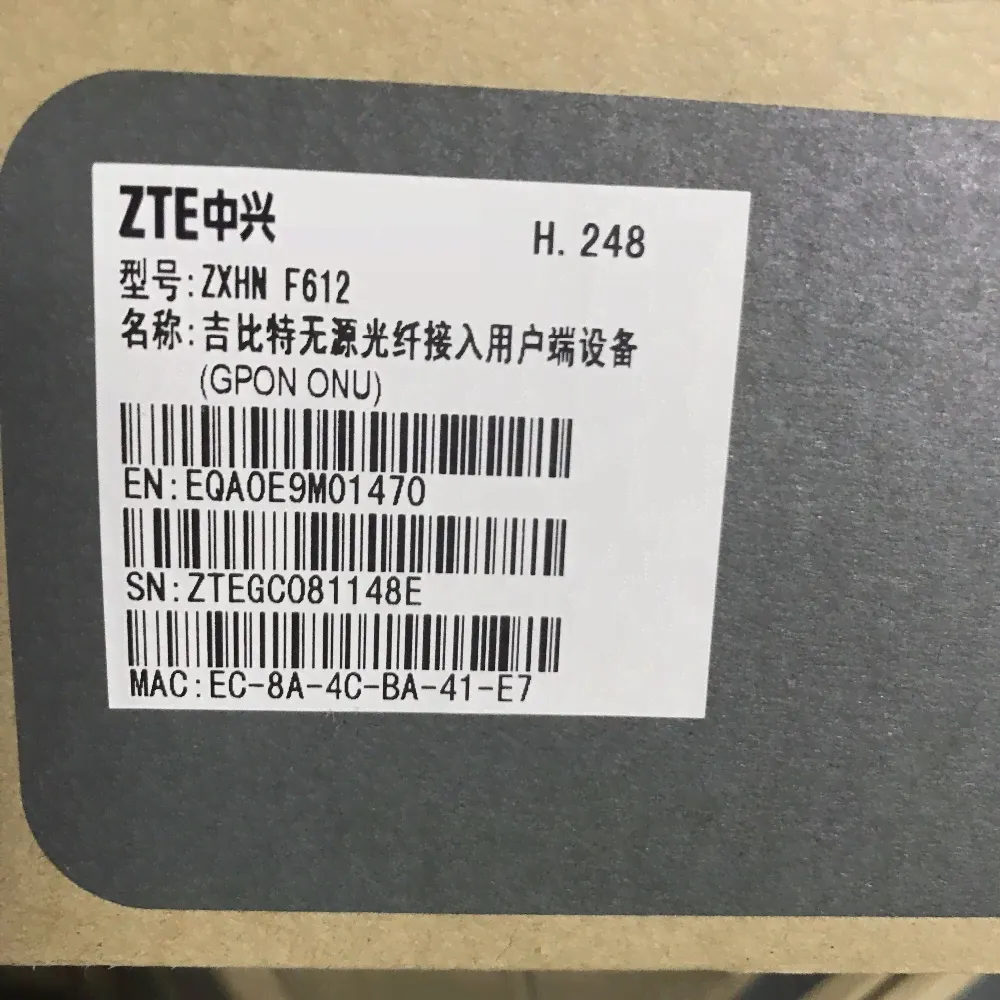 ZTE中兴
H. 248
型号:ZXHN F612
名称:吉比特无源光纤接入用户端设备
(GPON ONU)
EN:EQA0E9M01470
SN:ZTEGC081148E
MAC:EC-8A-4C-BA-41-E7